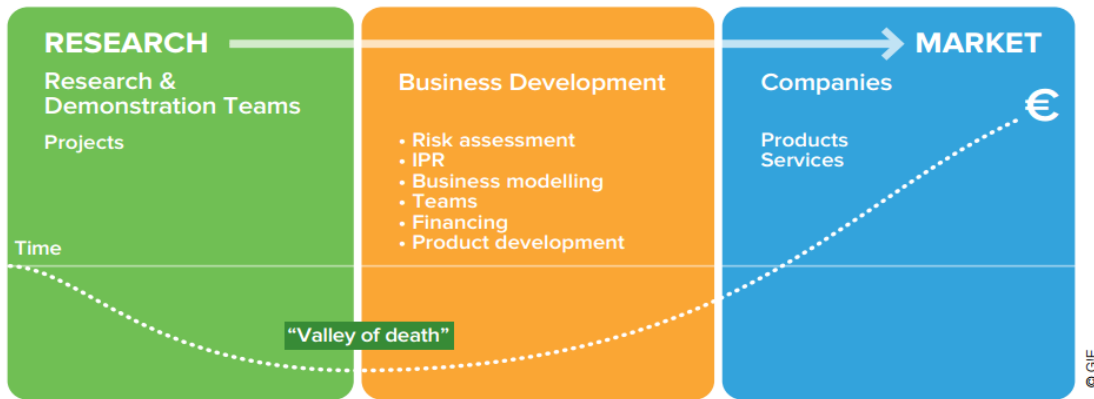 RESEARCH
Research &
Demonstration Teams
Projects
Time
"Valley of death"
Business Development
• Risk assessment
• IPR
• Business modelling
• Teams
• Financing
• Product development
MARKET
Companies
Products
Services
€
© GIF